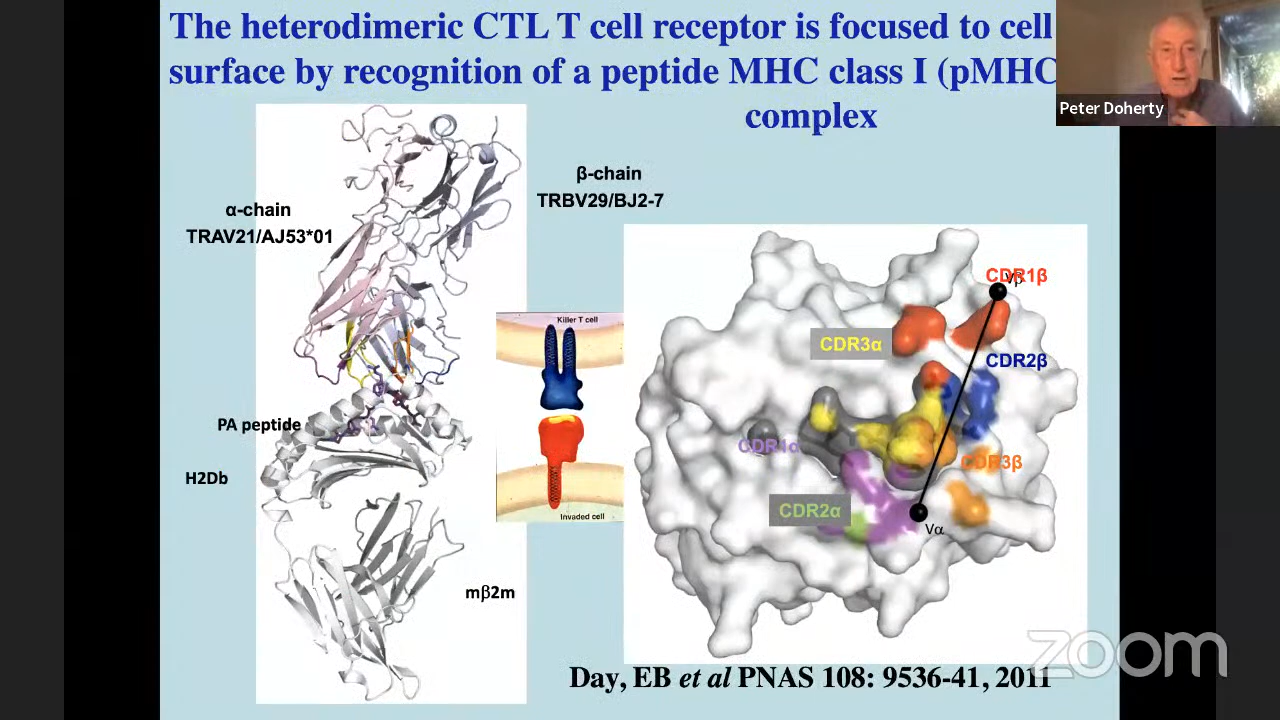 The heterodimeric CTL T cell receptor is focused to cell
surface by recognition of a peptide MHC class I (pMHC
complex
Peter Doherty
β-chain
TRBV29/BJ2-7
α-chain
TRAV21/AJ53*01
PA peptide
H2Db
mβ2m
Killer T cell
Invaded cell
CDR1β
Vβ
CDR3α
CDR2β
CDR1α
CDR3β
CDR2α
Vα
Day, EB et al PNAS 108: 9536-41, 2011
zoom